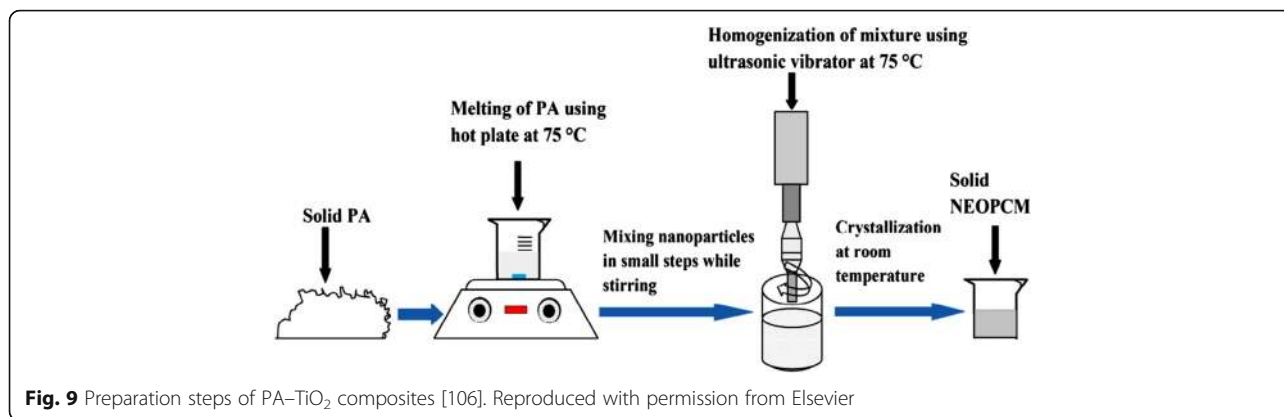 Solid PA
Melting of PA using
hot plate at 75 °C
Mixing nanoparticles
in small steps while
stirring
Homogenization of mixture using
ultrasonic vibrator at 75 °C
Crystallization
at room
temperature
Solid
NEOPCM
Fig. 9 Preparation steps of PA–TiO₂ composites [106]. Reproduced with permission from Elsevier